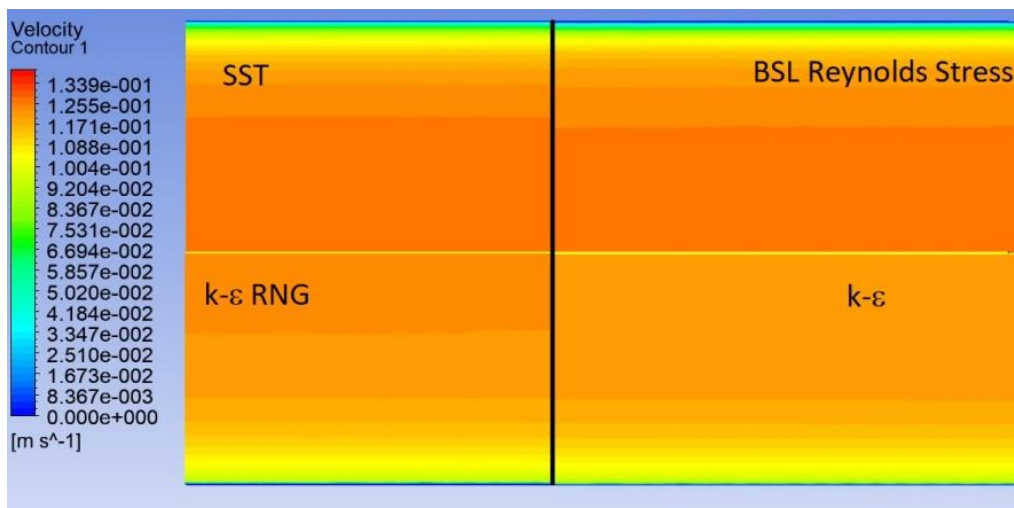 Velocity
Contour 1
1.339e-001
1.255e-001
1.171e-001
1.088e-001
1.004e-001
9.204e-002
8.367e-002
7.531e-002
6.694e-002
5.857e-002
5.020e-002
4.184e-002
3.347e-002
2.510e-002
1.673e-002
8.367e-003
0.000e+000
[m s^-1]
SST
BSL Reynolds Stress
k-ε RNG
k-ε